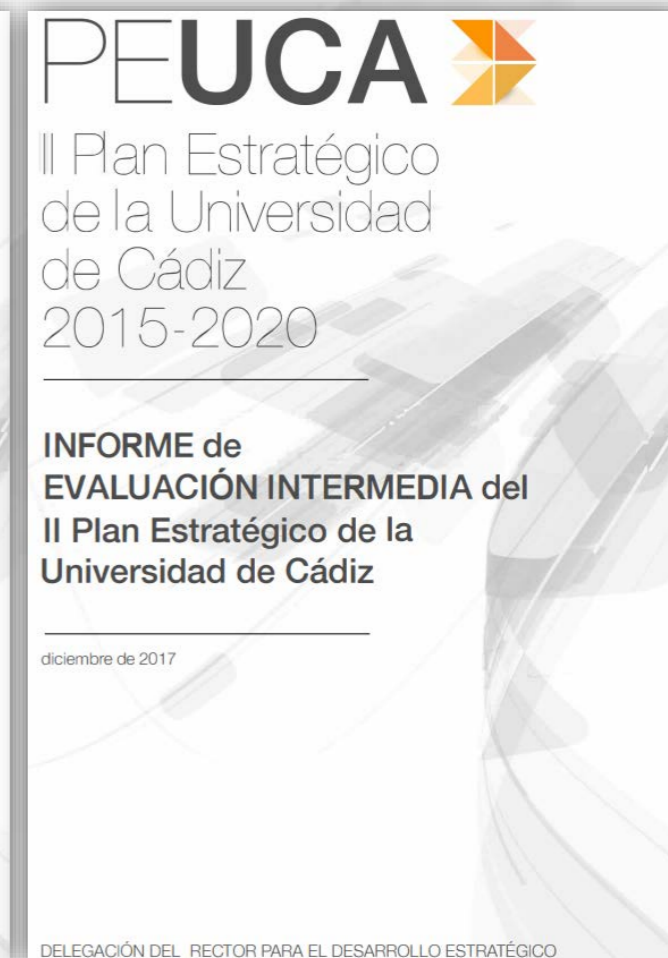 PEUCA
II Plan Estratégico
de la Universidad
de Cádiz
2015-2020
INFORME de
EVALUACIÓN INTERMEDIA del
II Plan Estratégico de la
Universidad de Cádiz
diciembre de 2017
DELEGACIÓN DEL RECTOR PARA EL DESARROLLO ESTRATÉGICO